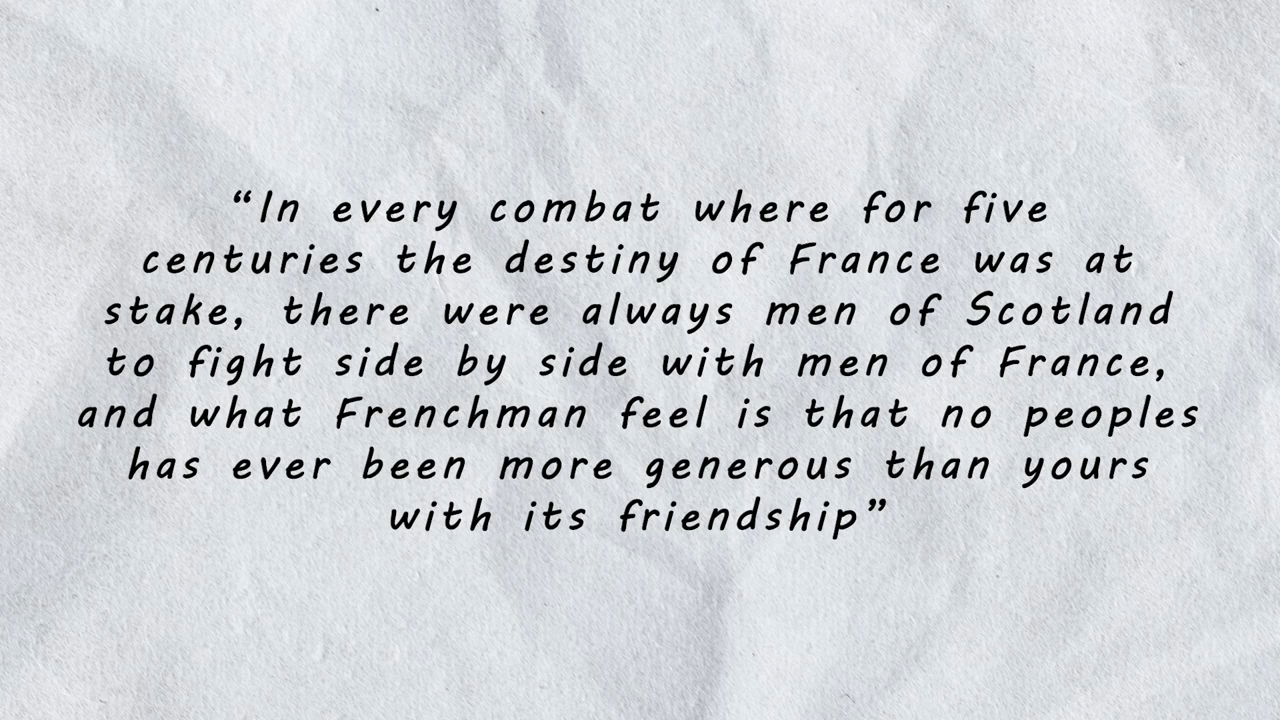 “In every combat where for five
centuries the destiny of France was at
stake, there were always men of Scotland
to fight side by side with men of France,
and what Frenchman feel is that no peoples
has ever been more generous than yours
with its friendship”